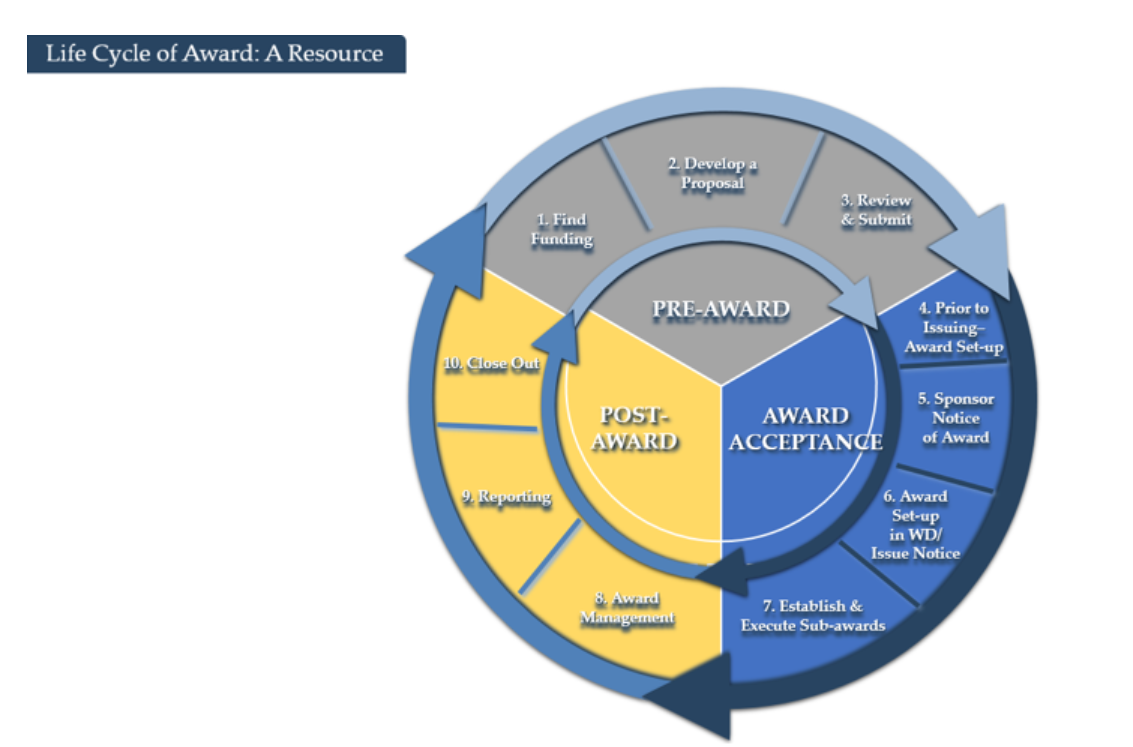 Life Cycle of Award: A Resource
1. Find
Funding
2. Develop a
Proposal
3. Review
& Submit
PRE-AWARD
4. Prior to
Issuing–
Award Set-up
5. Sponsor
Notice
of Award
6. Award
Set-up
in WD/
Issue Notice
7. Establish &
Execute Sub-awards
AWARD
ACCEPTANCE
8. Award
Management
9. Reporting
10. Close Out
POST-
AWARD